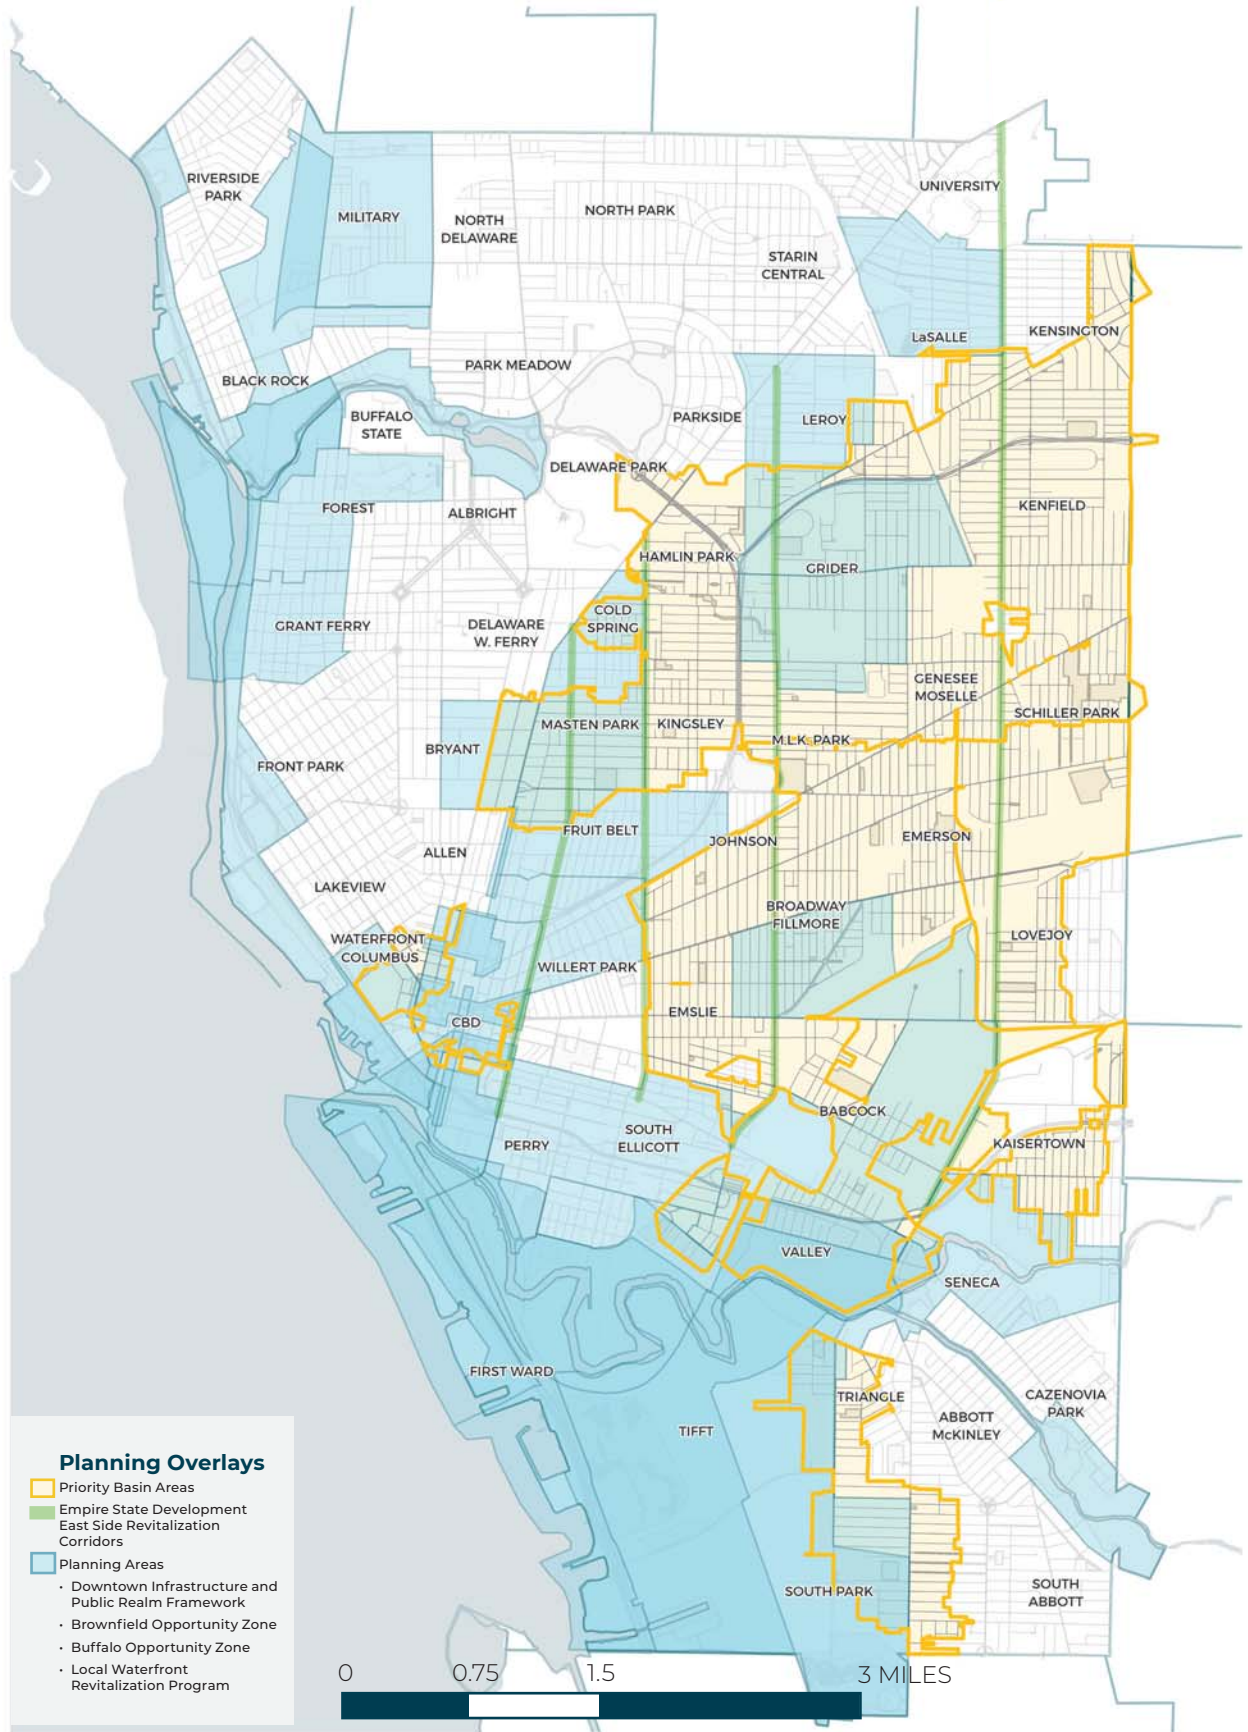 RIVERSIDE
PARK
MILITARY
NORTH
DELAWARE
NORTH PARK
UNIVERSITY
STARIN
CENTRAL
LaSALLE
KENSINGTON
PARK MEADOW
BLACK ROCK
BUFFALO
STATE
PARKSIDE
LEROY
DELAWARE PARK
FOREST
ALBRIGHT
KENFIELD
HAMLIN PARK
GRIDER
GRANT FERRY
DELAWARE
W. FERRY
COLD
SPRING
GENESEE
MOSELLE
SCHILLER PARK
MASTEN PARK
KINGSLEY
M.L.K. PARK
BRYANT
FRONT PARK
FRUIT BELT
JOHNSON
EMERSON
ALLEN
LAKEVIEW
BROADWAY
FILLMORE
LOVEJOY
WATERFRONT
COLUMBUS
WILLERT PARK
CBD
EMSLIE
BABCOCK
PERRY
SOUTH
ELLICOTT
KAISERTOWN
VALLEY
SENECA
FIRST WARD
TRIANGLE
CAZENOVIA
PARK
ABBOTT
McKINLEY
TIFFT
SOUTH PARK
SOUTH
ABBOTT
Planning Overlays
Priority Basin Areas
Empire State Development
East Side Revitalization
Corridors
Planning Areas
• Downtown Infrastructure and
Public Realm Framework
• Brownfield Opportunity Zone
• Buffalo Opportunity Zone
• Local Waterfront
Revitalization Program
0 0.75 1.5 3 MILES